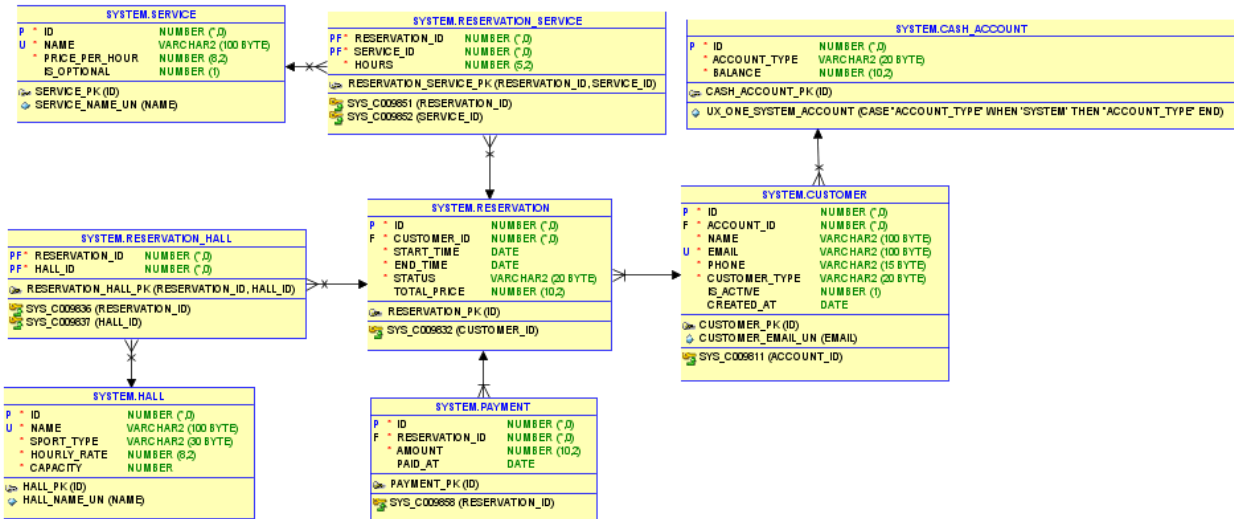 SYSTEM.SERVICE
P * ID NUMBER (*,0)
U * NAME VARCHAR2 (100 BYTE)
* PRICE_PER_HOUR NUMBER (8,2)
IS_OPTIONAL NUMBER (1)
SERVICE_PK (ID)
SERVICE_NAME_UN (NAME)
SYSTEM.RESERVATION_SERVICE
PF* RESERVATION_ID NUMBER (*,0)
PF* SERVICE_ID NUMBER (*,0)
* HOURS NUMBER (5,2)
RESERVATION_SERVICE_PK (RESERVATION_ID, SERVICE_ID)
SYS_C009851 (RESERVATION_ID)
SYS_C009852 (SERVICE_ID)
SYSTEM.CASH_ACCOUNT
P * ID NUMBER (*,0)
* ACCOUNT_TYPE VARCHAR2 (20 BYTE)
* BALANCE NUMBER (10,2)
CASH_ACCOUNT_PK (ID)
UX_ONE_SYSTEM_ACCOUNT (CASE "ACCOUNT_TYPE" WHEN 'SYSTEM' THEN "ACCOUNT_TYPE" END)
SYSTEM.RESERVATION_HALL
PF* RESERVATION_ID NUMBER (*,0)
PF* HALL_ID NUMBER (*,0)
RESERVATION_HALL_PK (RESERVATION_ID, HALL_ID)
SYS_C009836 (RESERVATION_ID)
SYS_C009837 (HALL_ID)
SYSTEM.RESERVATION
P * ID NUMBER (*,0)
F * CUSTOMER_ID NUMBER (*,0)
* START_TIME DATE
* END_TIME DATE
* STATUS VARCHAR2 (20 BYTE)
TOTAL_PRICE NUMBER (10,2)
RESERVATION_PK (ID)
SYS_C009832 (CUSTOMER_ID)
SYSTEM.CUSTOMER
P * ID NUMBER (*,0)
F * ACCOUNT_ID NUMBER (*,0)
* NAME VARCHAR2 (100 BYTE)
U * EMAIL VARCHAR2 (100 BYTE)
* PHONE VARCHAR2 (15 BYTE)
* CUSTOMER_TYPE VARCHAR2 (20 BYTE)
IS_ACTIVE NUMBER (1)
CREATED_AT DATE
CUSTOMER_PK (ID)
CUSTOMER_EMAIL_UN (EMAIL)
SYS_C009811 (ACCOUNT_ID)
SYSTEM.HALL
P * ID NUMBER (*,0)
U * NAME VARCHAR2 (100 BYTE)
* SPORT_TYPE VARCHAR2 (30 BYTE)
* HOURLY_RATE NUMBER (8,2)
* CAPACITY NUMBER
HALL_PK (ID)
HALL_NAME_UN (NAME)
SYSTEM.PAYMENT
P * ID NUMBER (*,0)
F * RESERVATION_ID NUMBER (*,0)
* AMOUNT NUMBER (10,2)
PAID_AT DATE
PAYMENT_PK (ID)
SYS_C009858 (RESERVATION_ID)